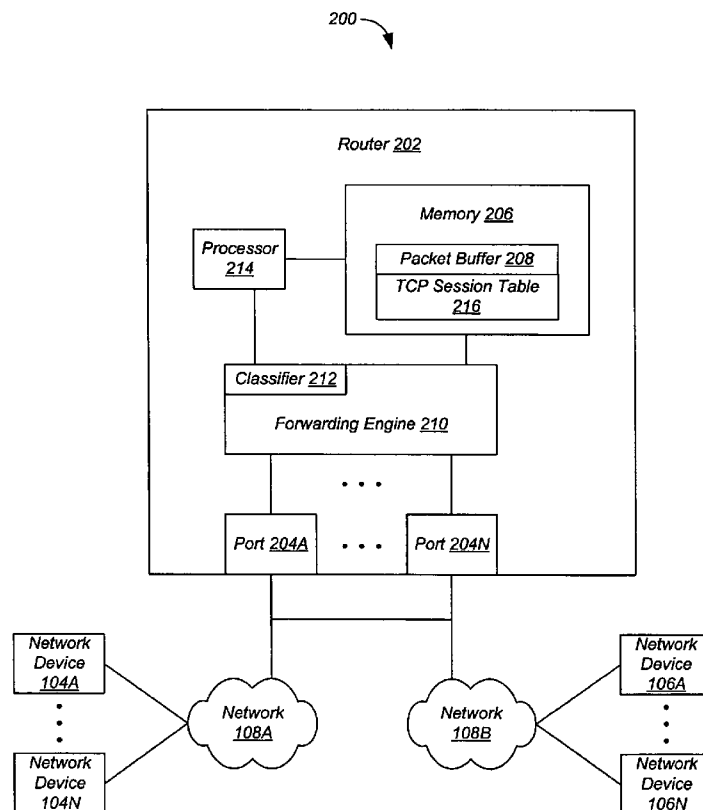 200
Router 202
Memory 206
Processor
214
Packet Buffer 208
TCP Session Table
216
Classifier 212
Forwarding Engine 210
Port 204A
Port 204N
Network
Device
104A
Network
Device
104N
Network
108A
Network
108B
Network
Device
106A
Network
Device
106N